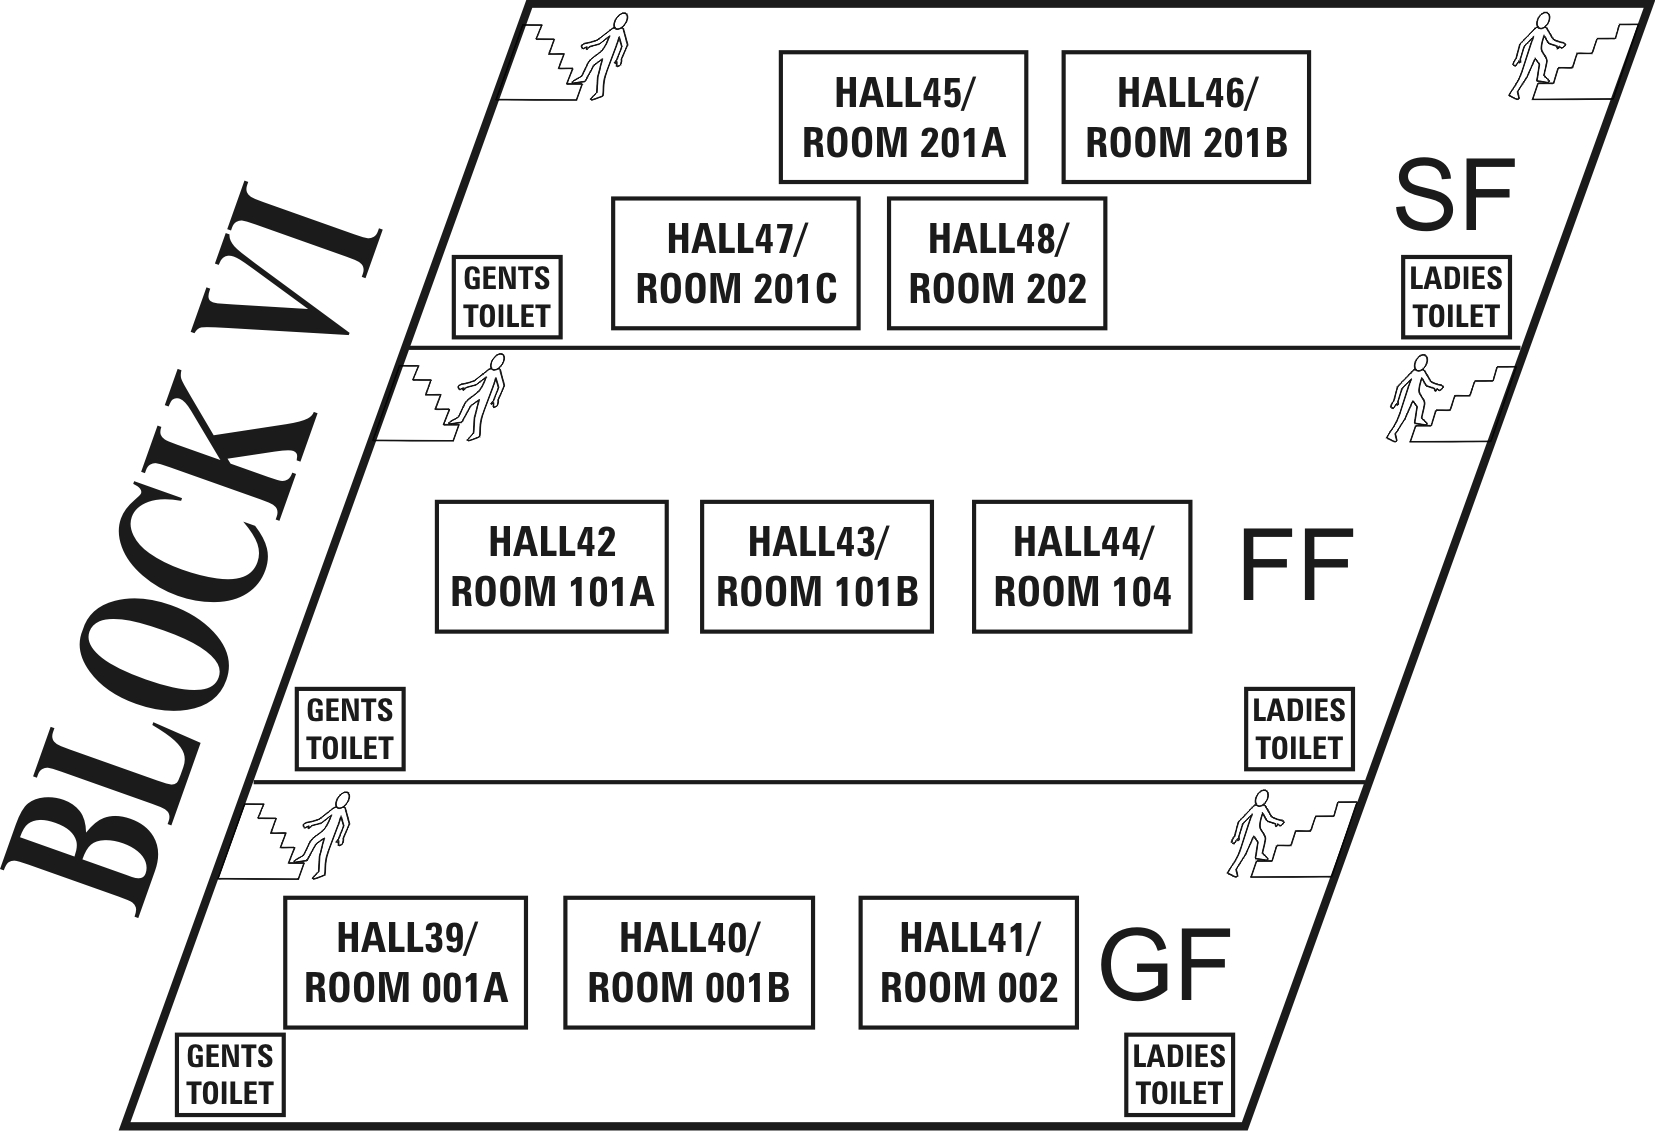 BLOCK VI
HALL45/
ROOM 201A
HALL46/
ROOM 201B
SF
HALL47/
ROOM 201C
HALL48/
ROOM 202
GENTS
TOILET
LADIES
TOILET
HALL42
ROOM 101A
HALL43/
ROOM 101B
HALL44/
ROOM 104
FF
GENTS
TOILET
LADIES
TOILET
HALL39/
ROOM 001A
HALL40/
ROOM 001B
HALL41/
ROOM 002
GF
GENTS
TOILET
LADIES
TOILET